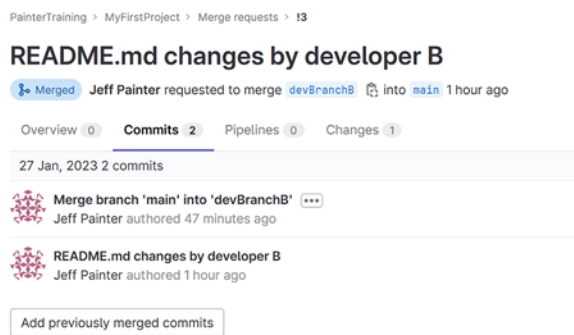 PainterTraining > MyFirstProject > Merge requests > !3
README.md changes by developer B
Merged Jeff Painter requested to merge devBranchB into main 1 hour ago
Overview 0 Commits 2 Pipelines 0 Changes 1
27 Jan, 2023 2 commits
Merge branch 'main' into 'devBranchB' •••
Jeff Painter authored 47 minutes ago
README.md changes by developer B
Jeff Painter authored 1 hour ago
Add previously merged commits